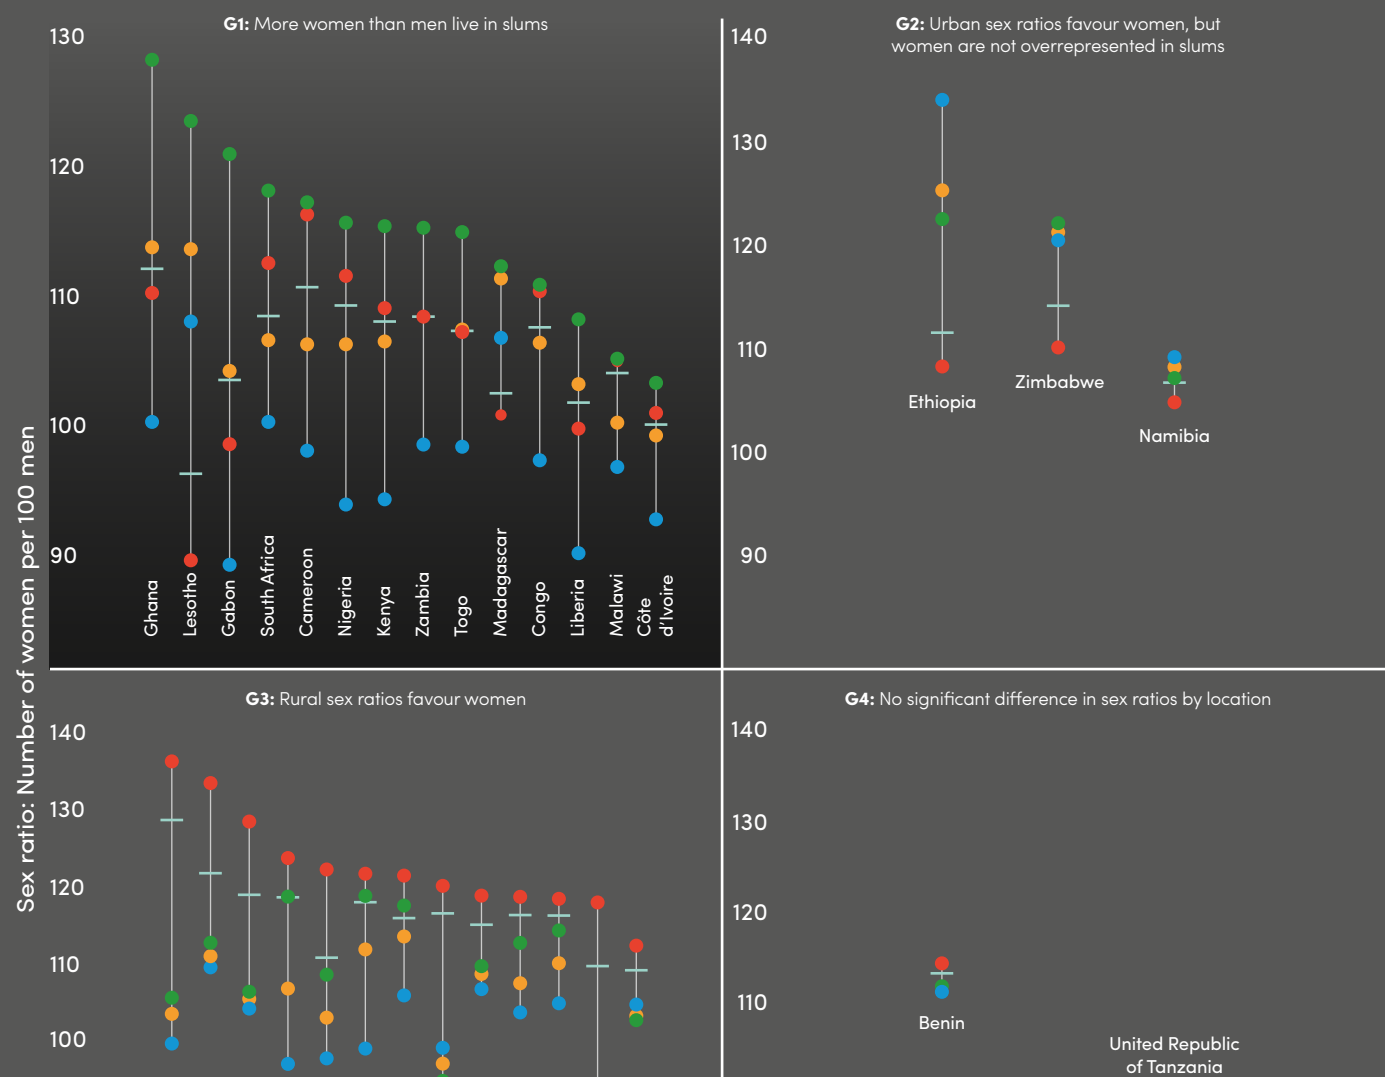 G1: More women than men live in slums
130
120
110
100
90
Ghana
Lesotho
Gabon
South Africa
Cameroon
Nigeria
Kenya
Zambia
Togo
Madagascar
Congo
Liberia
Malawi
Côte
d'Ivoire
G2: Urban sex ratios favour women, but
women are not overrepresented in slums
140
130
120
110
100
90
Ethiopia
Zimbabwe
Namibia
Sex ratio: Number of women per 100 men
G3: Rural sex ratios favour women
140
130
120
110
100
G4: No significant difference in sex ratios by location
140
130
120
110
Benin
United Republic
of Tanzania